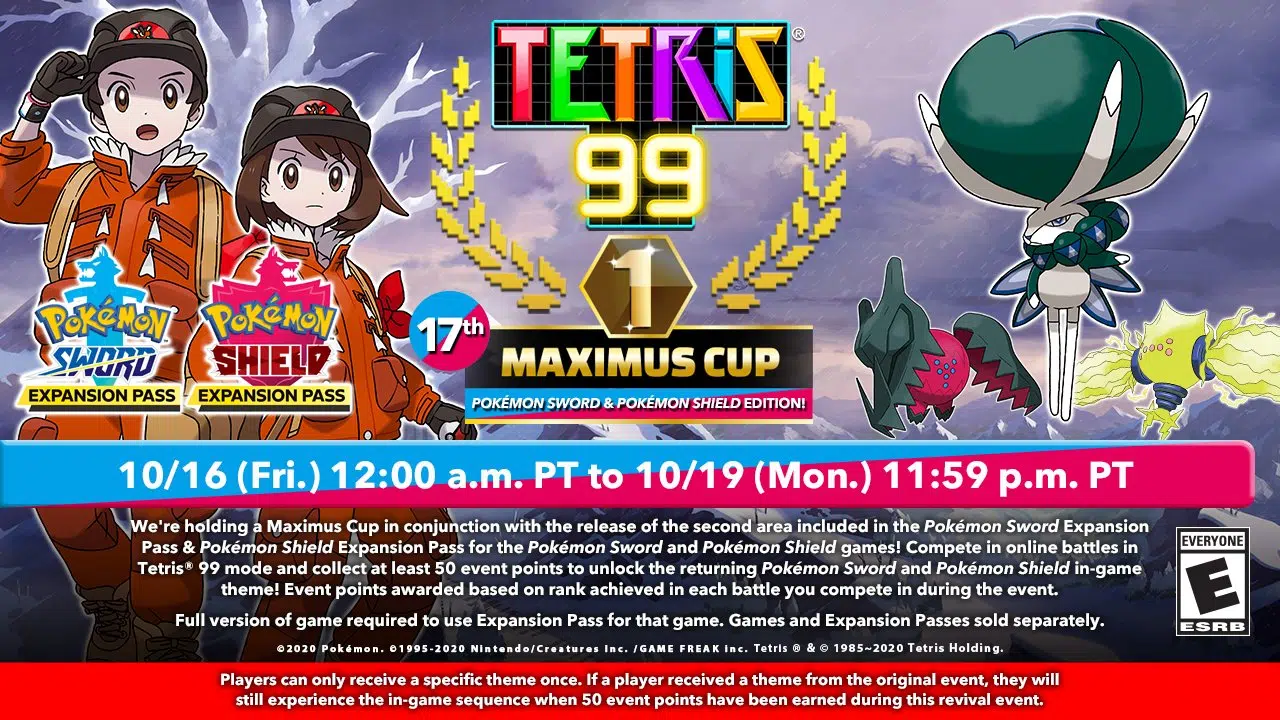 TETRIS®
99
1
17th
MAXIMUS CUP
POKÉMON SWORD & POKÉMON SHIELD EDITION!
POKéMON
SWORD
EXPANSION PASS
POKéMON
SHIELD
EXPANSION PASS
10/16 (Fri.) 12:00 a.m. PT to 10/19 (Mon.) 11:59 p.m. PT
We're holding a Maximus Cup in conjunction with the release of the second area included in the Pokémon Sword Expansion
Pass & Pokémon Shield Expansion Pass for the Pokémon Sword and Pokémon Shield games! Compete in online battles in
Tetris® 99 mode and collect at least 50 event points to unlock the returning Pokémon Sword and Pokémon Shield in-game
theme! Event points awarded based on rank achieved in each battle you compete in during the event.
Full version of game required to use Expansion Pass for that game. Games and Expansion Passes sold separately.
©2020 Pokémon. ©1995-2020 Nintendo/Creatures Inc. /GAME FREAK inc. Tetris ® & © 1985~2020 Tetris Holding.
EVERYONE
E
ESRB
Players can only receive a specific theme once. If a player received a theme from the original event, they will
still experience the in-game sequence when 50 event points have been earned during this revival event.